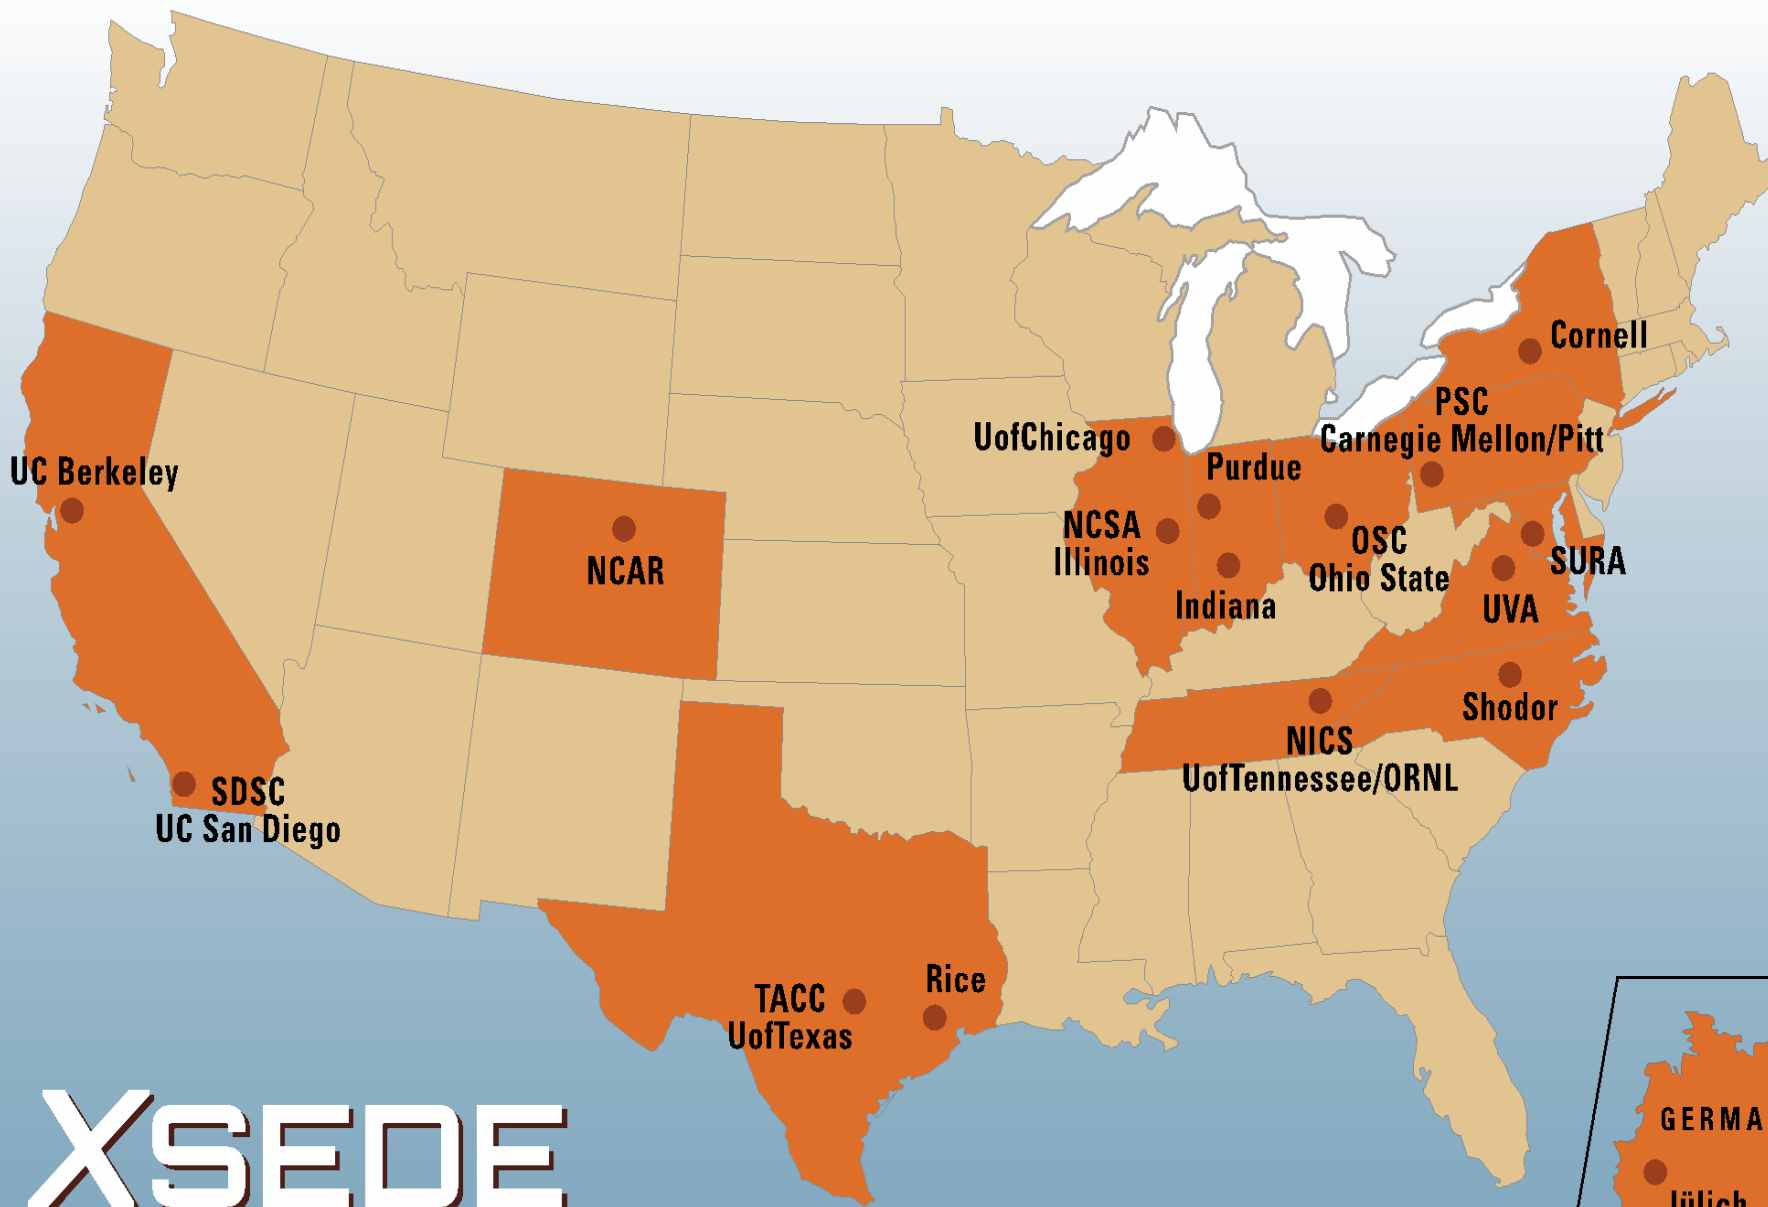 Cornell
PSC
Carnegie Mellon/Pitt
UofChicago
Purdue
UC Berkeley
NCSA
Illinois
NCAR
OSC
Ohio State
SURA
Indiana
UVA
Shodor
NICS
UofTennessee/ORNL
SDSC
UC San Diego
Rice
TACC
UofTexas
XSEDE
GERMA
Jülich